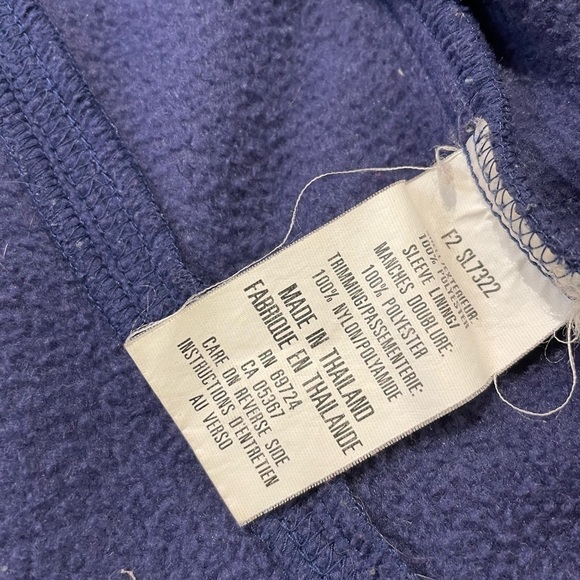 F2 SL7322
100% POLYESTER
SLEEVE LINING/
MANCHES DOUBLURE:
100% POLYESTER
TRIMMING/PASSEMENTERIE:
100% NYLON/POLYAMIDE
MADE IN THAILAND
FABRIQUE EN THAILANDE
RN 69724
CA 05367
CARE ON REVERSE SIDE
INSTRUCTIONS D'ENTRETIEN
AU VERSO